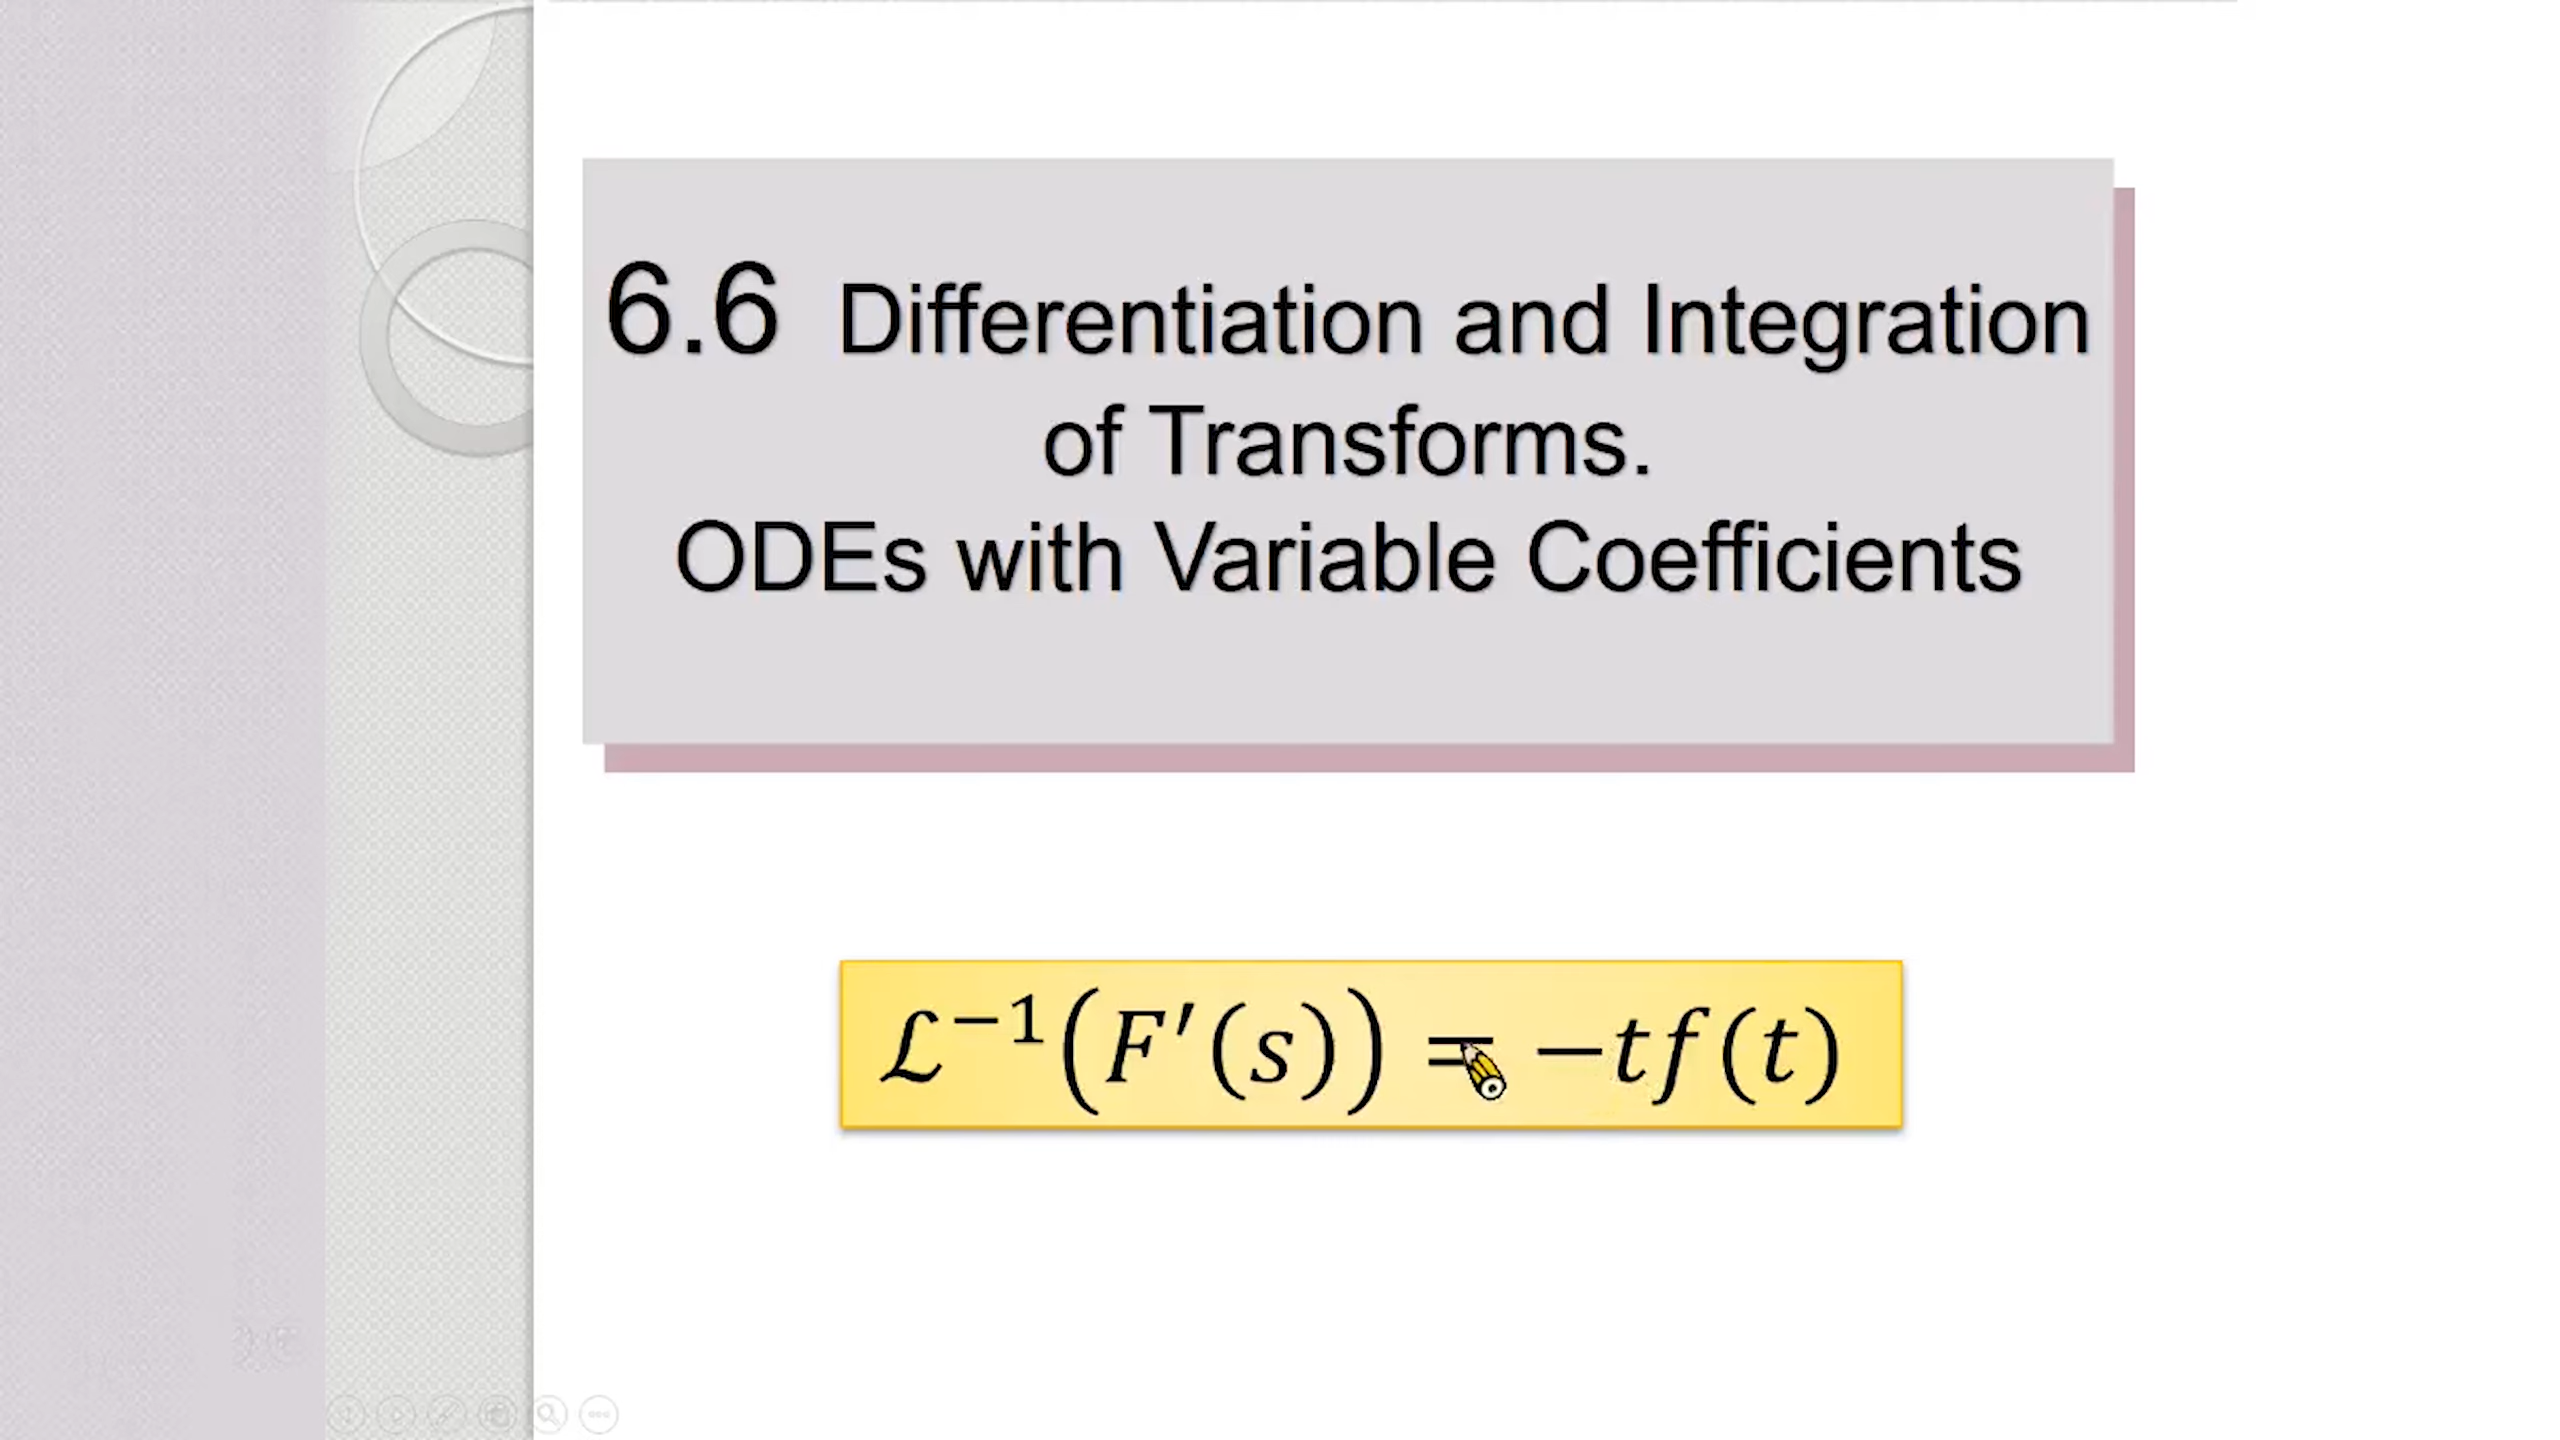 6.6 Differentiation and Integration
of Transforms.
ODEs with Variable Coefficients
ℒ⁻¹(F′(s)) = −tf(t)